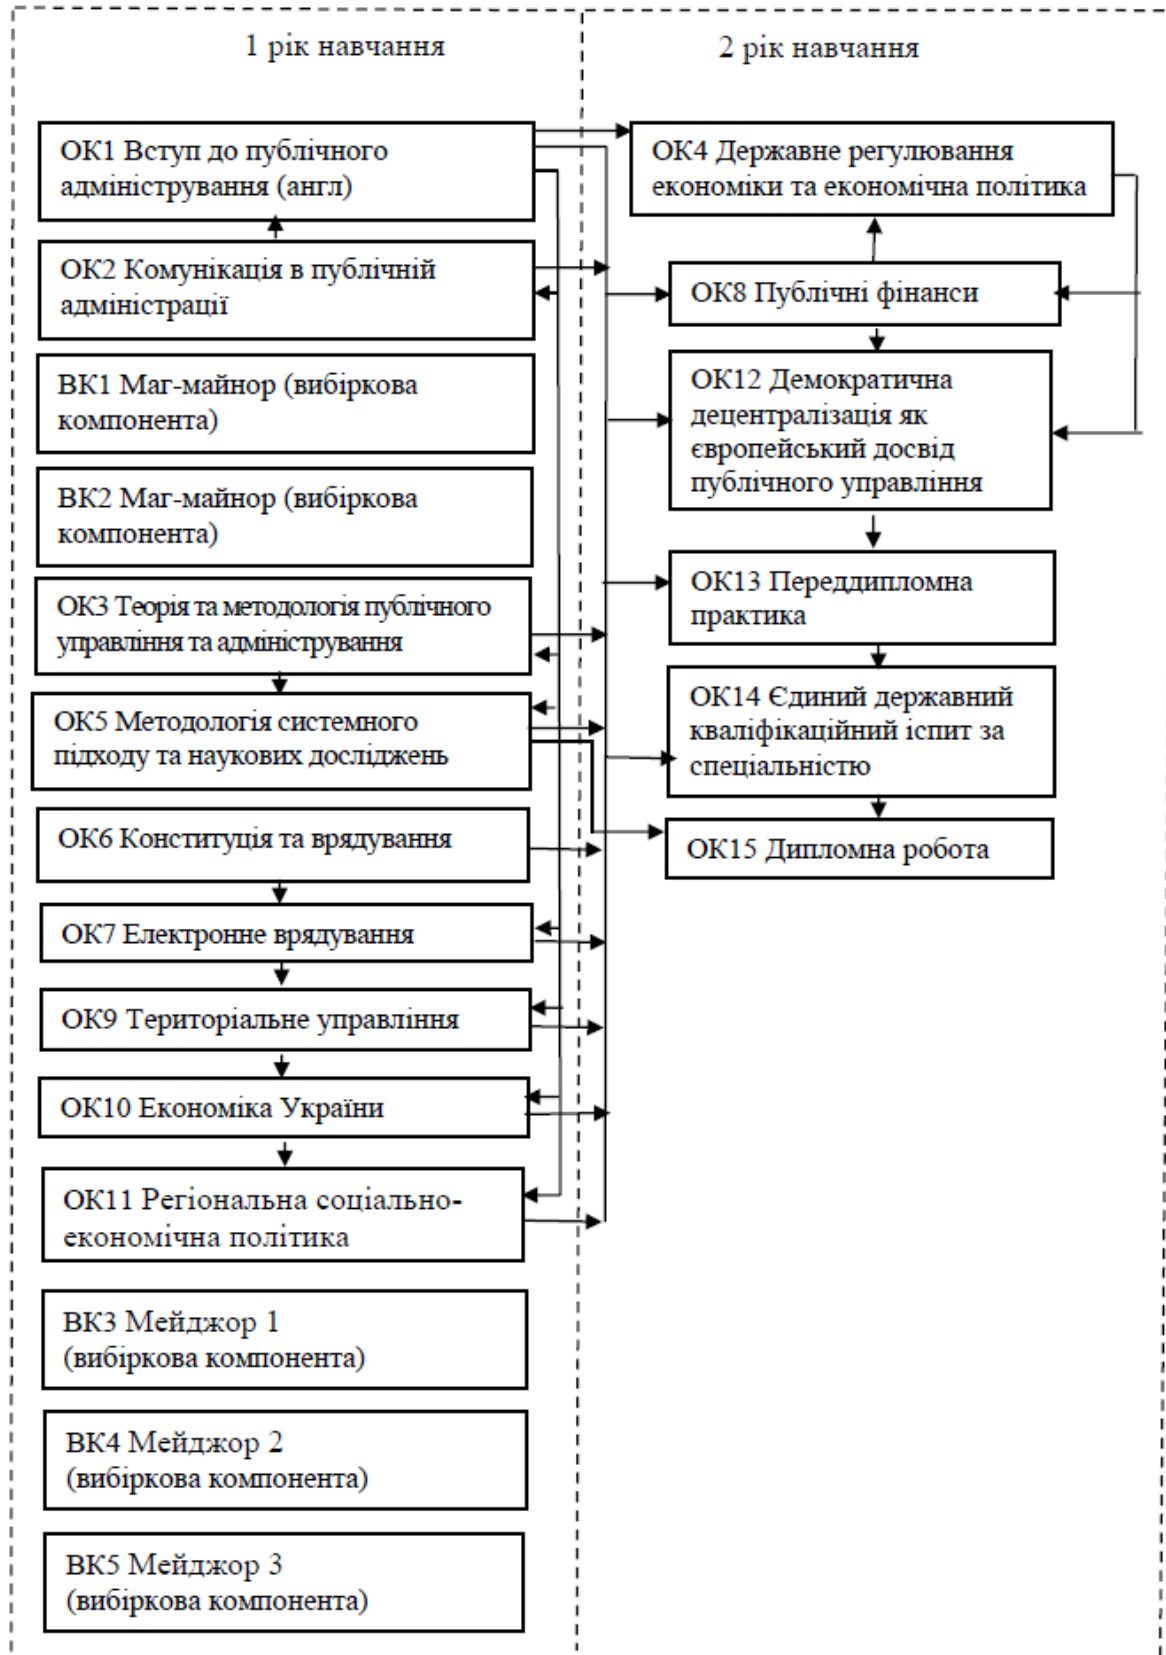 1 рік навчання
ОК1 Вступ до публічного
адміністрування (англ)
ОК2 Комунікація в публічній
адміністрації
ВК1 Маг-майнор (вибіркова
компонента)
ВК2 Маг-майнор (вибіркова
компонента)
ОК3 Теорія та методологія публічного
управління та адміністрування
ОК5 Методологія системного
підходу та наукових досліджень
ОК6 Конституція та врядування
ОК7 Електронне врядування
ОК9 Територіальне управління
ОК10 Економіка України
ОК11 Регіональна соціально-
економічна політика
ВК3 Мейджор 1
(вибіркова компонента)
ВК4 Мейджор 2
(вибіркова компонента)
ВК5 Мейджор 3
(вибіркова компонента)
2 рік навчання
ОК4 Державне регулювання
економіки та економічна політика
ОК8 Публічні фінанси
ОК12 Демократична
децентралізація як
європейський досвід
публічного управління
ОК13 Переддипломна
практика
ОК14 Єдиний державний
кваліфікаційний іспит за
спеціальністю
ОК15 Дипломна робота